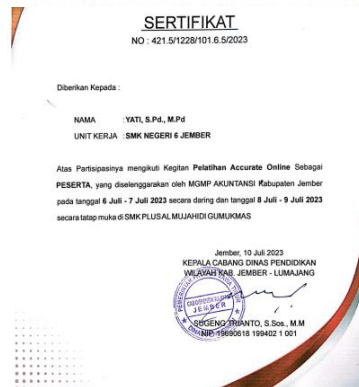 SERTIFIKAT
NO : 421.5/1228/101.6.5/2023
Diberikan Kepada :
NAMA : YATI, S.Pd., M.Pd
UNIT KERJA : SMK NEGERI 6 JEMBER
Atas Partisipasinya mengikuti Kegitan Pelatihan Accurate Online Sebagai
PESERTA, yang diselenggarakan oleh MGMP AKUNTANSI Kabupaten Jember
pada tanggal 6 Juli - 7 Juli 2023 secara daring dan tanggal 8 Juli - 9 Juli 2023
secara tatap muka di SMK PLUS AL MUJAHIDI GUMUKMAS
Jember, 10 Juli 2023
KEPALA CABANG DINAS PENDIDIKAN
WILAYAH KAB. JEMBER - LUMAJANG
JEMBER
SUGENG TRIANTO, S.Sos., M.M
NIP. 19690618 199402 1 001